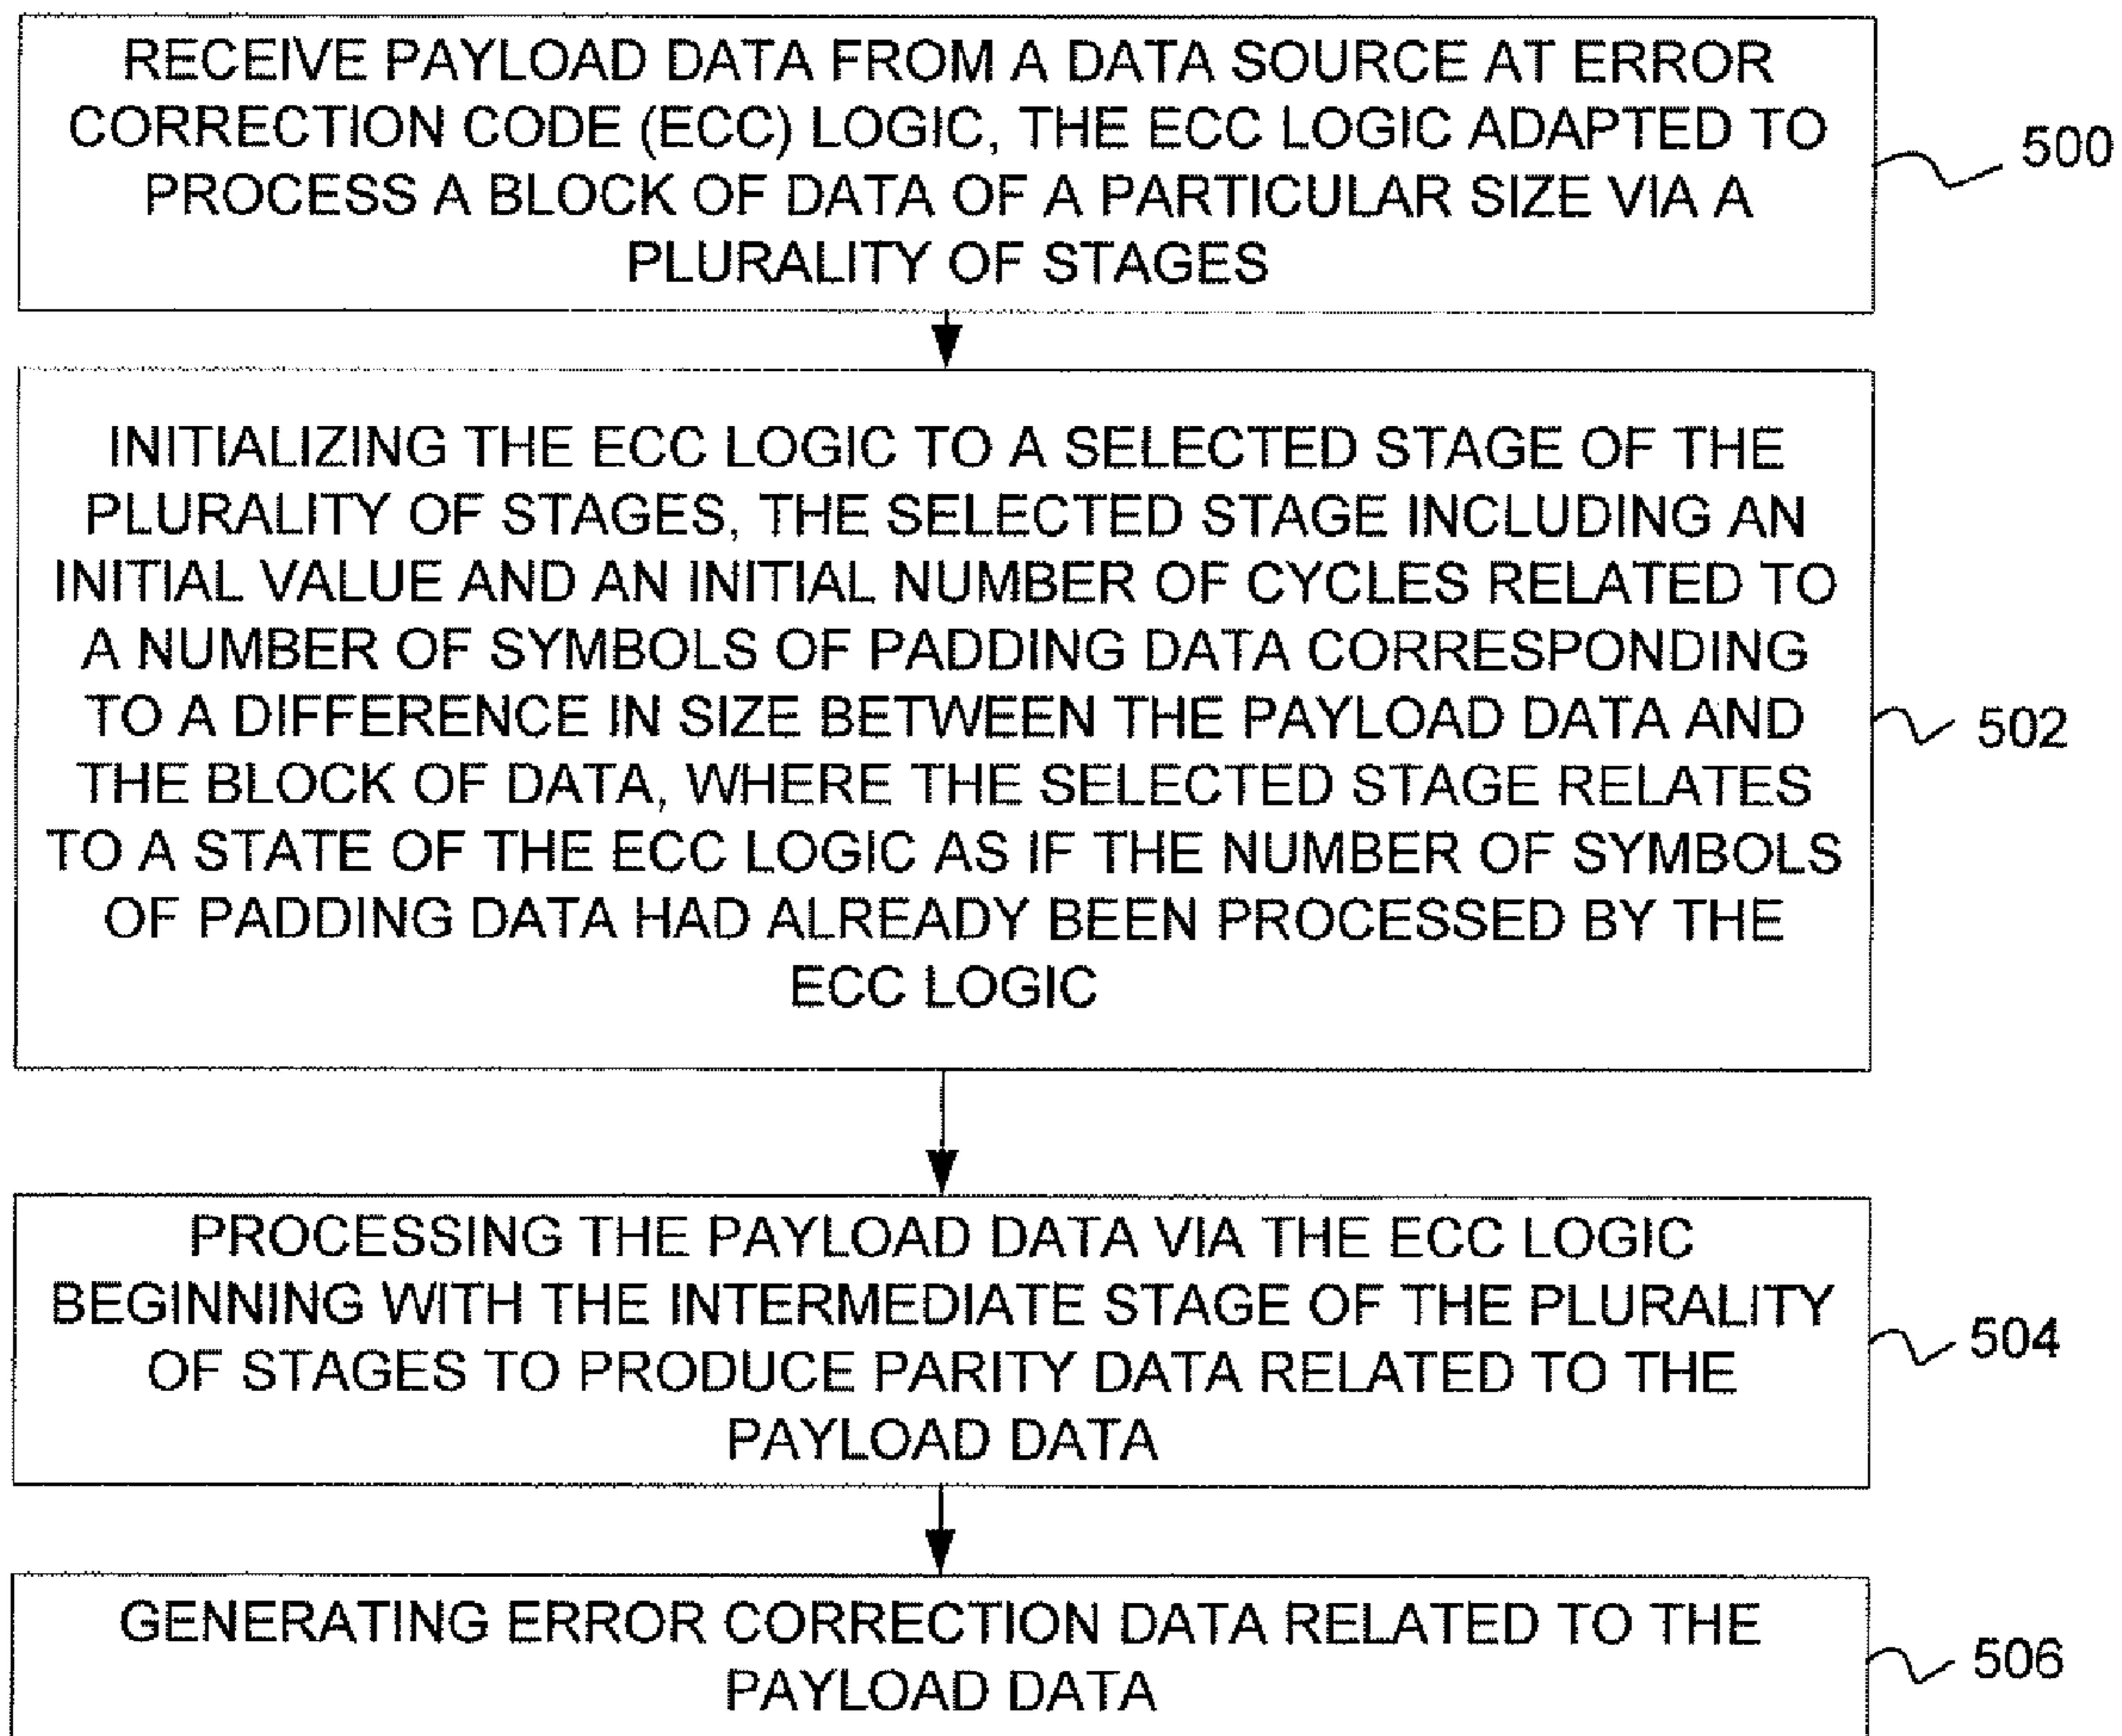 RECEIVE PAYLOAD DATA FROM A DATA SOURCE AT ERROR
CORRECTION CODE (ECC) LOGIC, THE ECC LOGIC ADAPTED TO
PROCESS A BLOCK OF DATA OF A PARTICULAR SIZE VIA A
PLURALITY OF STAGES
500
INITIALIZING THE ECC LOGIC TO A SELECTED STAGE OF THE
PLURALITY OF STAGES, THE SELECTED STAGE INCLUDING AN
INITIAL VALUE AND AN INITIAL NUMBER OF CYCLES RELATED TO
A NUMBER OF SYMBOLS OF PADDING DATA CORRESPONDING
TO A DIFFERENCE IN SIZE BETWEEN THE PAYLOAD DATA AND
THE BLOCK OF DATA, WHERE THE SELECTED STAGE RELATES
TO A STATE OF THE ECC LOGIC AS IF THE NUMBER OF SYMBOLS
OF PADDING DATA HAD ALREADY BEEN PROCESSED BY THE
ECC LOGIC
502
PROCESSING THE PAYLOAD DATA VIA THE ECC LOGIC
BEGINNING WITH THE INTERMEDIATE STAGE OF THE PLURALITY
OF STAGES TO PRODUCE PARITY DATA RELATED TO THE
PAYLOAD DATA
504
GENERATING ERROR CORRECTION DATA RELATED TO THE
PAYLOAD DATA
506